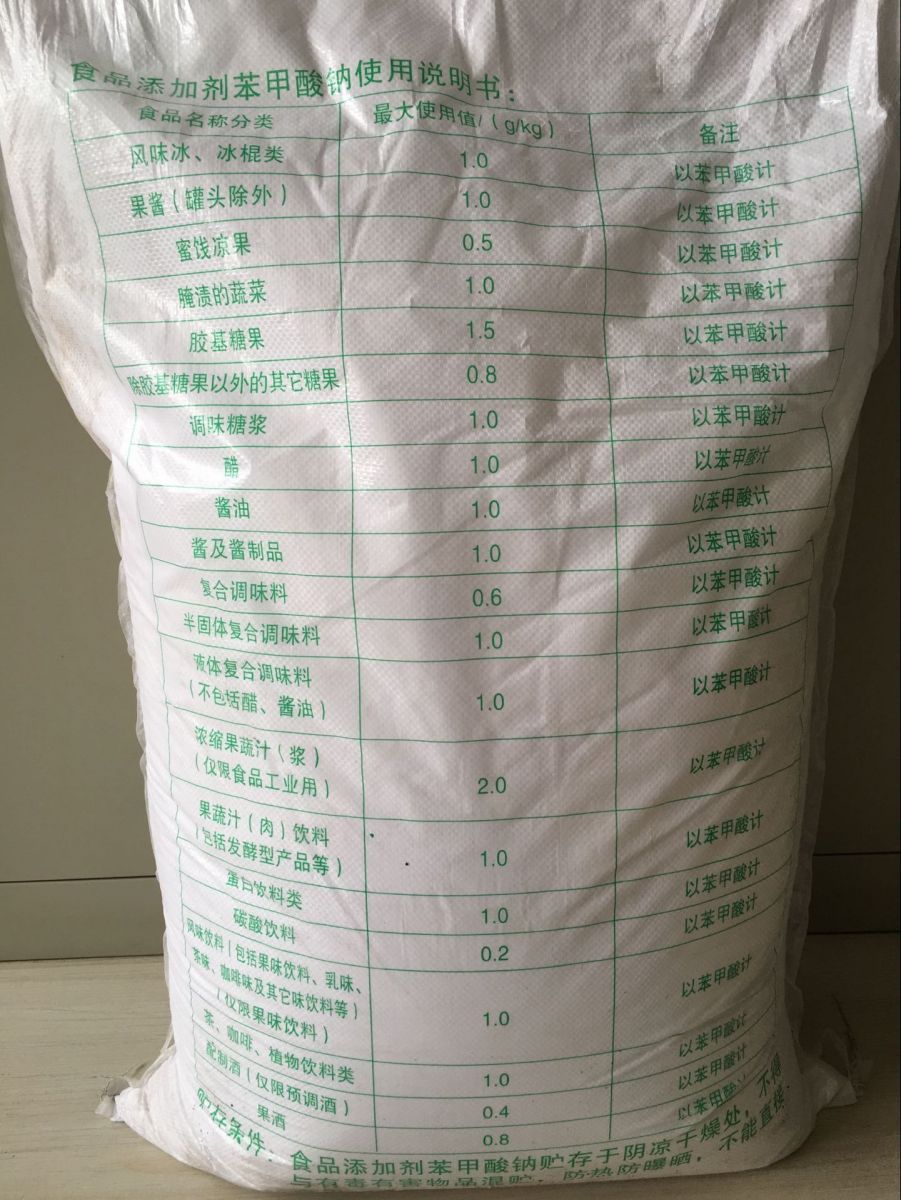 食品添加剂苯甲酸钠使用说明书：
食品名称分类 最大使用值/（g/kg） 备注
风味冰、冰棍类 1.0 以苯甲酸计
果酱（罐头除外） 1.0 以苯甲酸计
蜜饯凉果 0.5 以苯甲酸计
腌渍的蔬菜 1.0 以苯甲酸计
胶基糖果 1.5 以苯甲酸计
除胶基糖果以外的其它糖果 0.8 以苯甲酸计
调味糖浆 1.0 以苯甲酸计
醋 1.0 以苯甲酸计
酱油 1.0 以苯甲酸计
酱及酱制品 1.0 以苯甲酸计
复合调味料 0.6 以苯甲酸计
半固体复合调味料 1.0 以苯甲酸计
液体复合调味料
（不包括醋、酱油） 1.0 以苯甲酸计
浓缩果蔬汁（浆）
（仅限食品工业用） 2.0 以苯甲酸计
果蔬汁（肉）饮料
（包括发酵型产品等） 1.0 以苯甲酸计
蛋白饮料类 1.0 以苯甲酸计
碳酸饮料 0.2 以苯甲酸计
风味饮料（包括果味饮料、乳味、
茶味、咖啡味及其它味饮料等）
（仅限果味饮料） 1.0 以苯甲酸计
茶、咖啡、植物饮料类 1.0 以苯甲酸计
配制酒（仅限预调酒） 0.4 以苯甲酸计
果酒 0.8 以苯甲酸计
贮存条件：食品添加剂苯甲酸钠贮存于阴凉干燥处，不得
与有毒有害物品混贮，防热防曝晒，不能直接